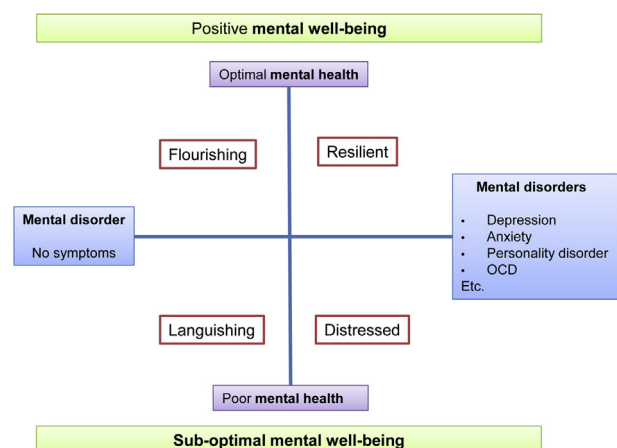 Positive mental well-being
Optimal mental health
Flourishing
Resilient
Mental disorder
No symptoms
Mental disorders
• Depression
• Anxiety
• Personality disorder
• OCD
Etc.
Languishing
Distressed
Poor mental health
Sub-optimal mental well-being